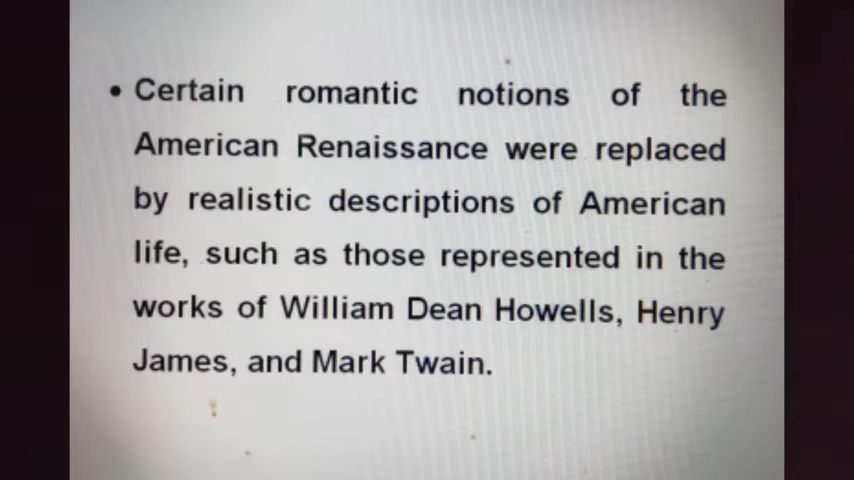 • Certain romantic notions of the
American Renaissance were replaced
by realistic descriptions of American
life, such as those represented in the
works of William Dean Howells, Henry
James, and Mark Twain.